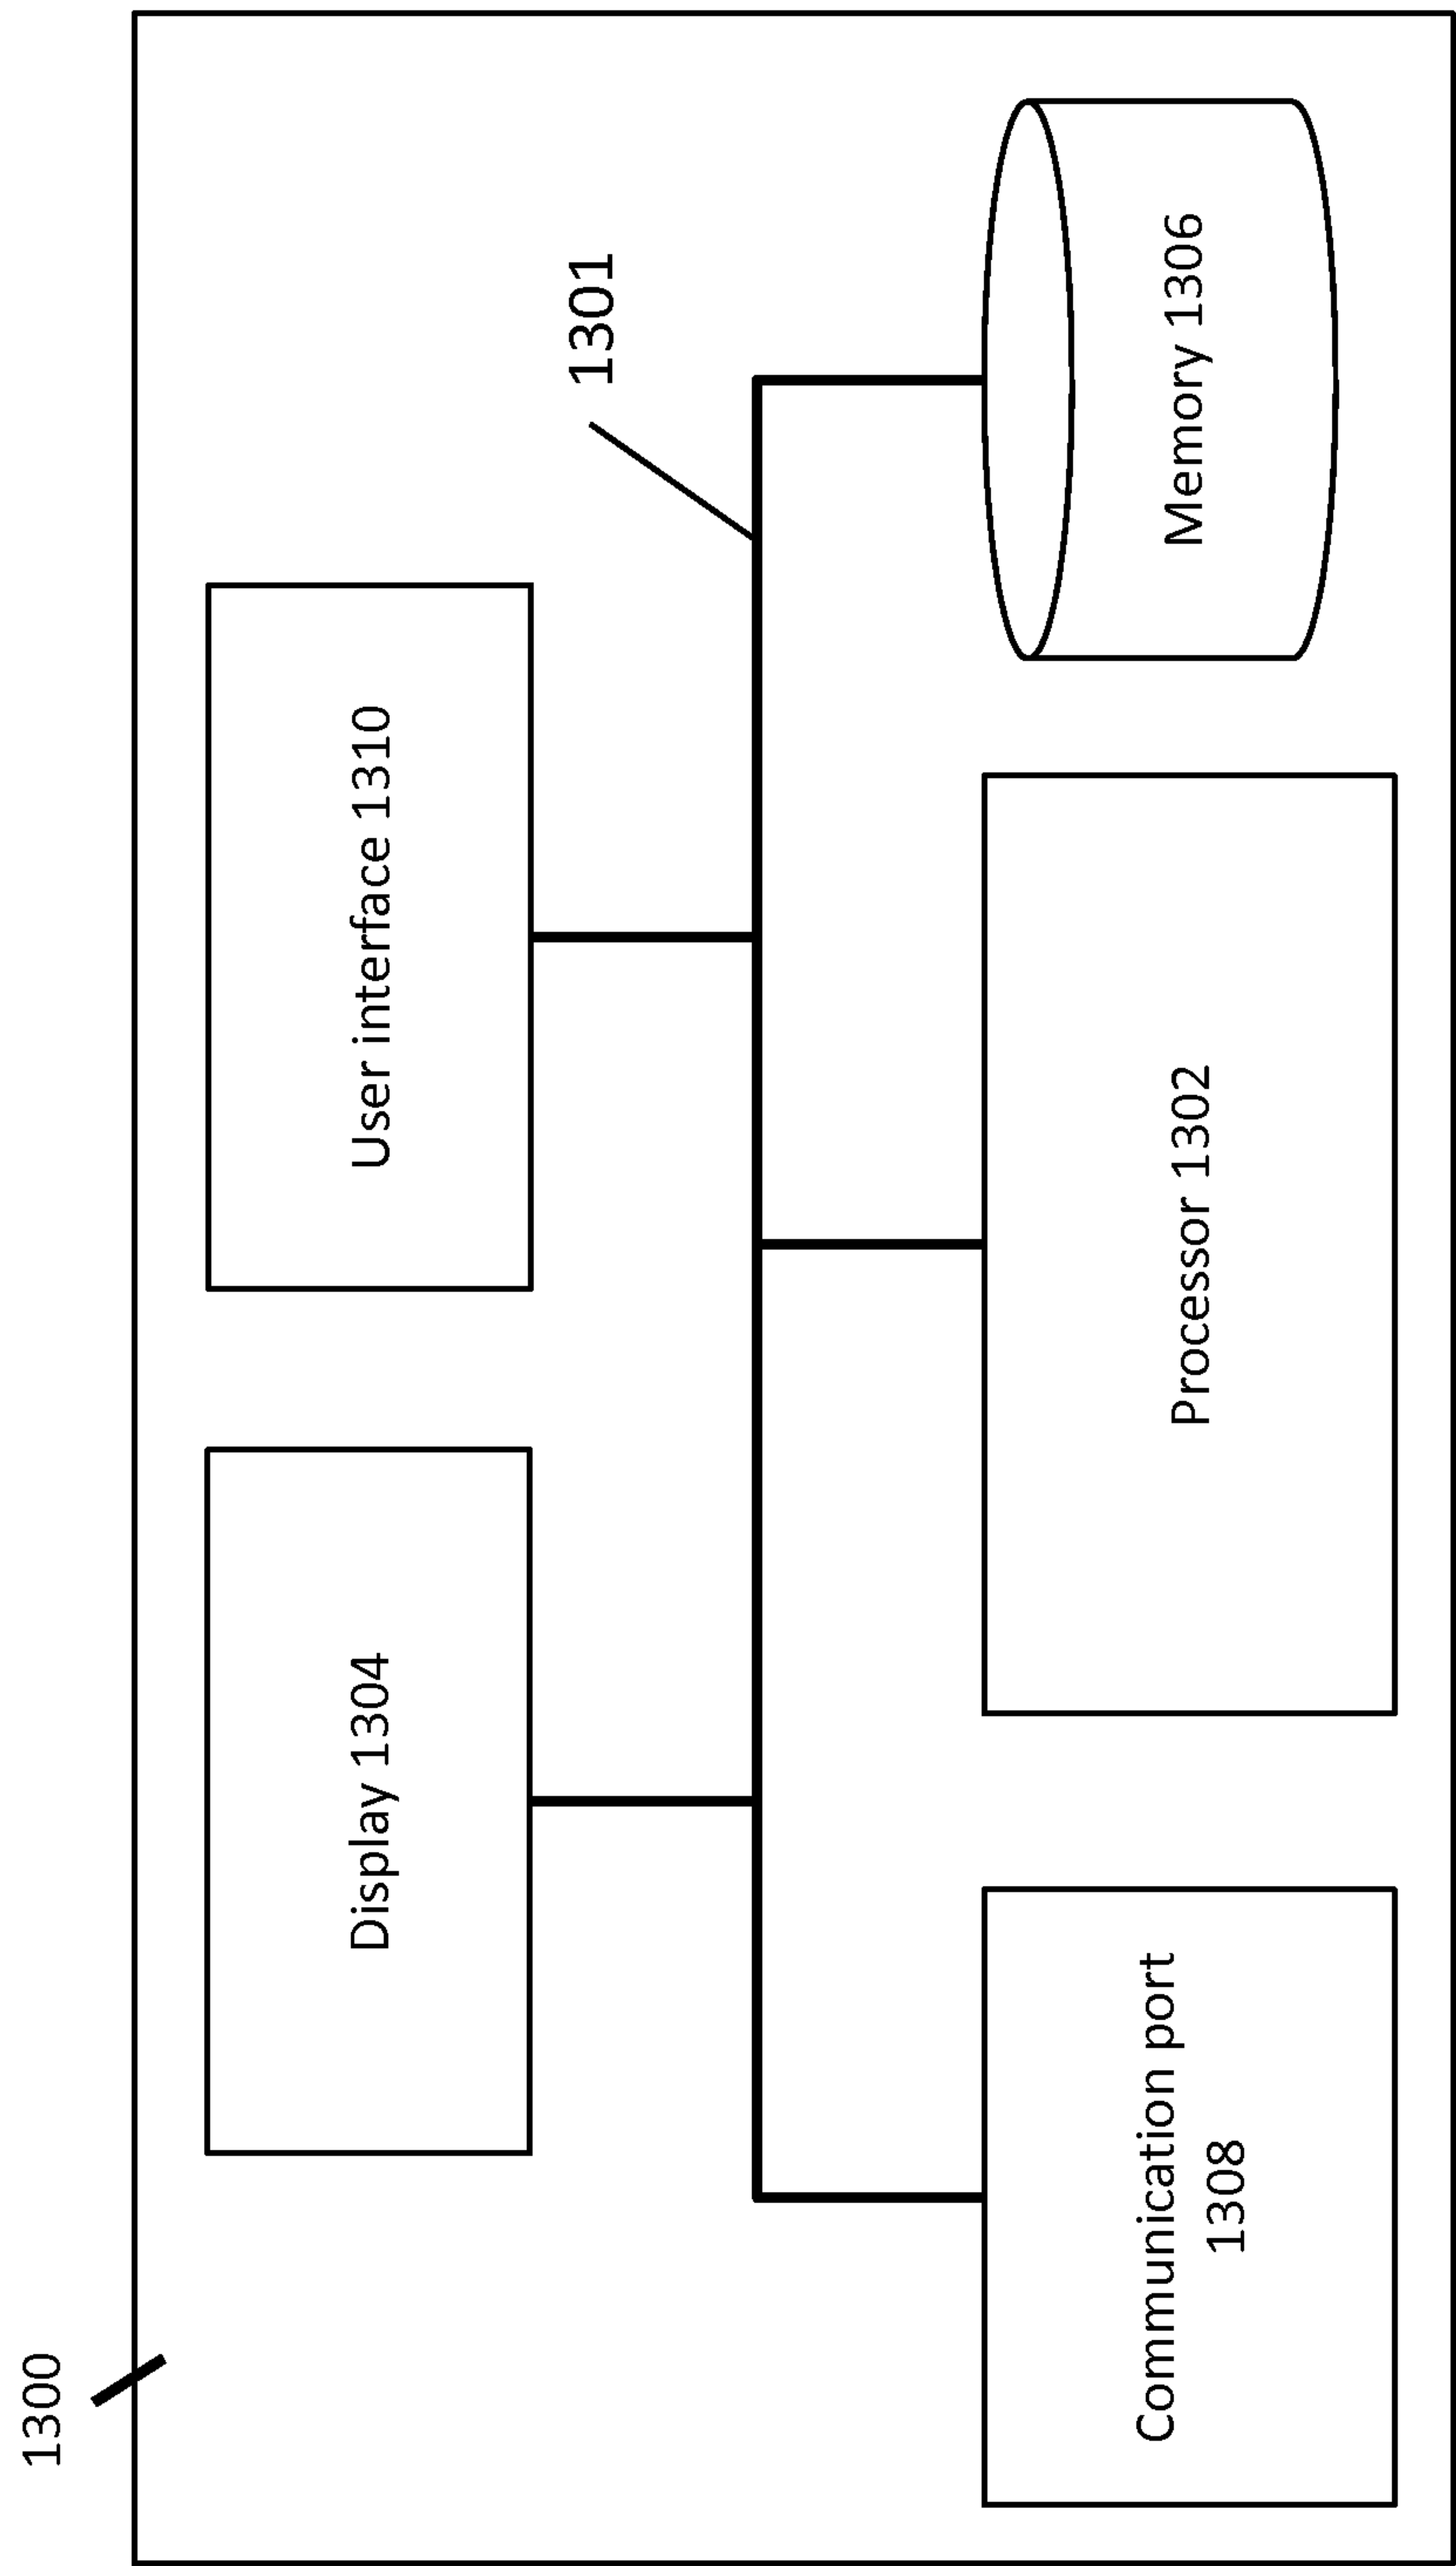 1300
Display 1304
User interface 1310
1301
Communication port
1308
Processor 1302
Memory 1306